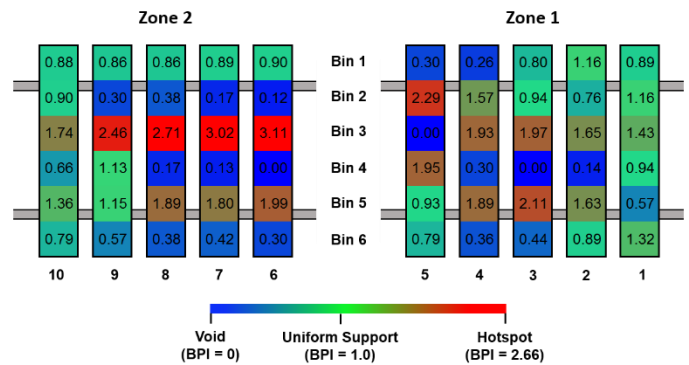 Zone 2 Zone 1
0.88 0.86 0.86 0.89 0.90 Bin 1 0.30 0.26 0.80 1.16 0.89
0.90 0.30 0.38 0.17 0.12 Bin 2 2.29 1.57 0.94 0.76 1.16
1.74 2.46 2.71 3.02 3.11 Bin 3 0.00 1.93 1.97 1.65 1.43
0.66 1.13 0.17 0.13 0.00 Bin 4 1.95 0.30 0.00 0.14 0.94
1.36 1.15 1.89 1.80 1.99 Bin 5 0.93 1.89 2.11 1.63 0.57
0.79 0.57 0.38 0.42 0.30 Bin 6 0.79 0.36 0.44 0.89 1.32
10 9 8 7 6 5 4 3 2 1
Void Uniform Support Hotspot
(BPI = 0) (BPI = 1.0) (BPI = 2.66)